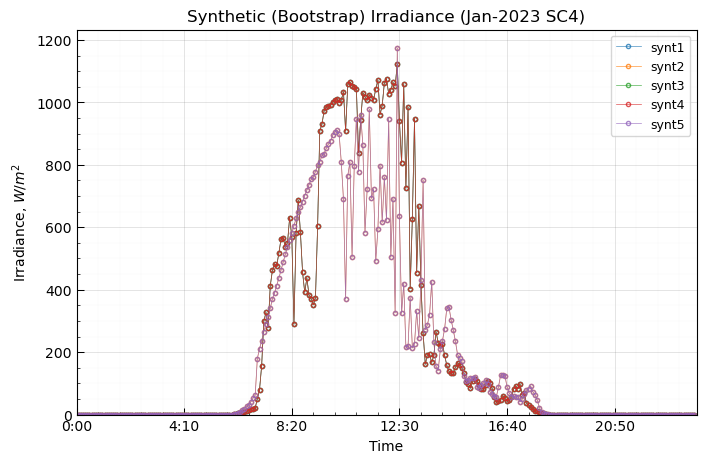 Synthetic (Bootstrap) Irradiance (Jan-2023 SC4)
1200
1000
800
600
400
200
0
Irradiance, W/m²
0:00 4:10 8:20 12:30 16:40 20:50
Time
synt1
synt2
synt3
synt4
synt5